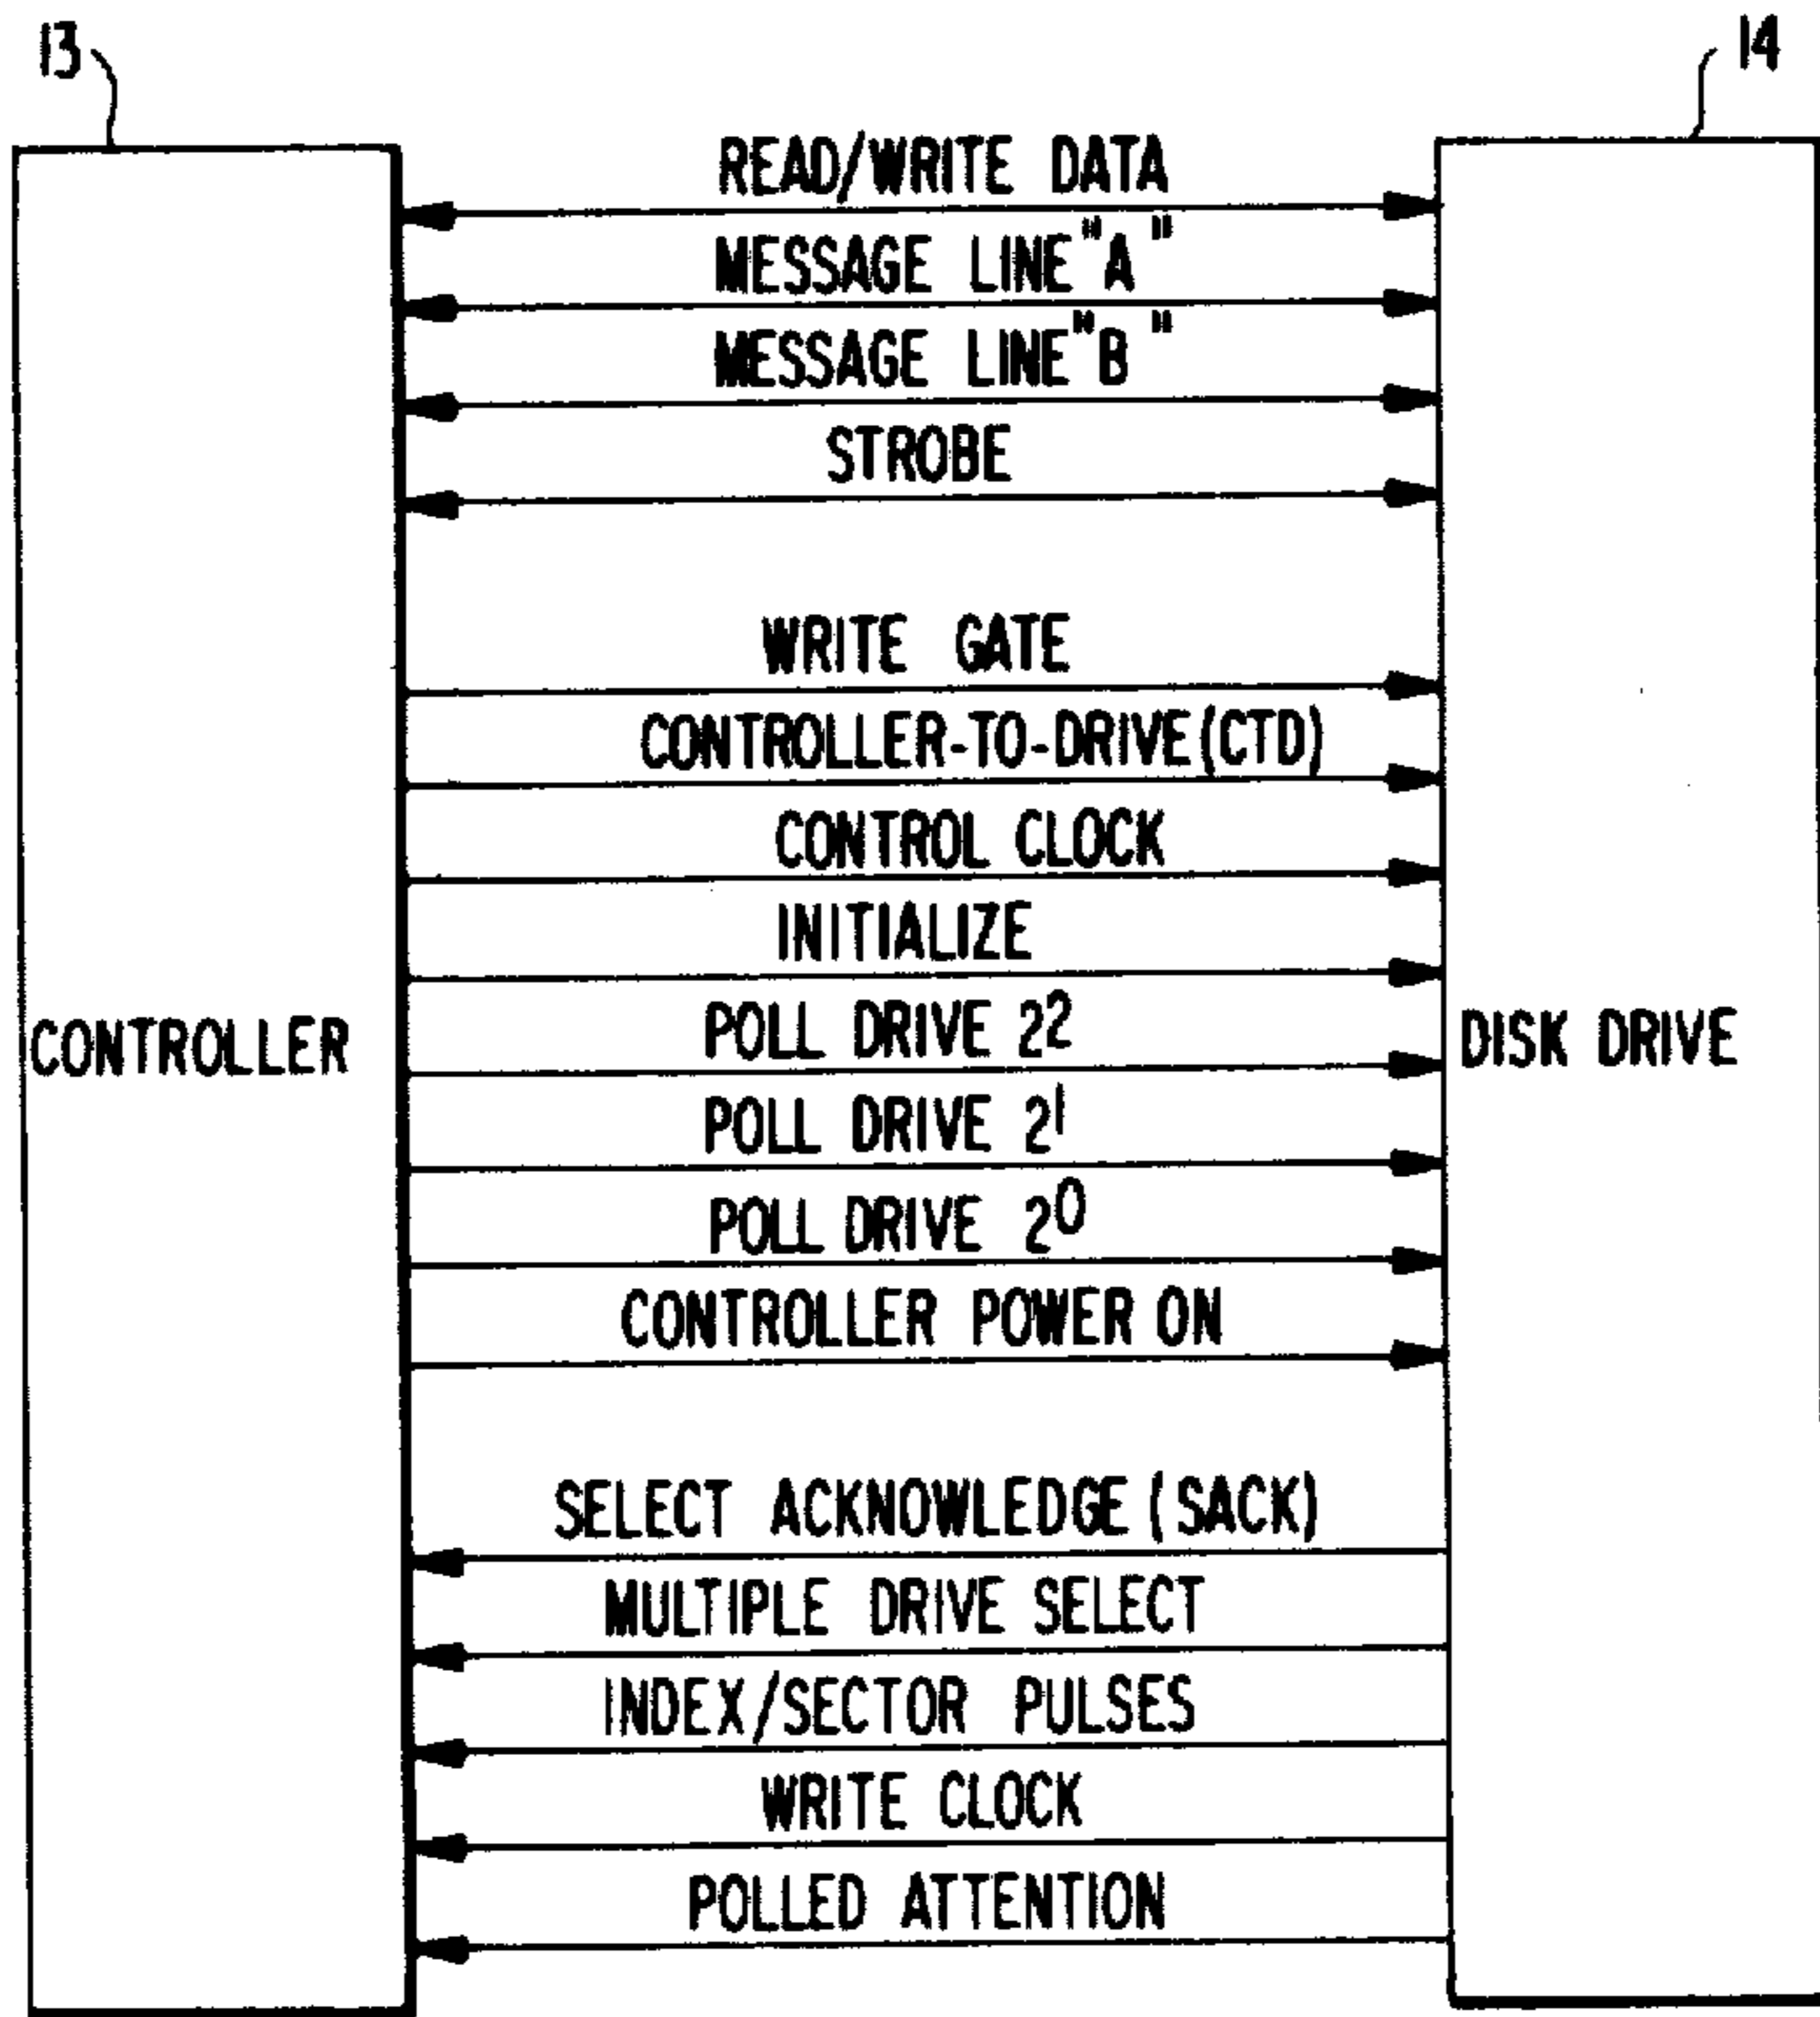 13
14
READ/WRITE DATA
MESSAGE LINE "A"
MESSAGE LINE "B"
STROBE
WRITE GATE
CONTROLLER-TO-DRIVE (CTD)
CONTROL CLOCK
INITIALIZE
POLL DRIVE 2²
CONTROLLER
DISK DRIVE
POLL DRIVE 2¹
POLL DRIVE 2⁰
CONTROLLER POWER ON
SELECT ACKNOWLEDGE (SACK)
MULTIPLE DRIVE SELECT
INDEX/SECTOR PULSES
WRITE CLOCK
POLLED ATTENTION